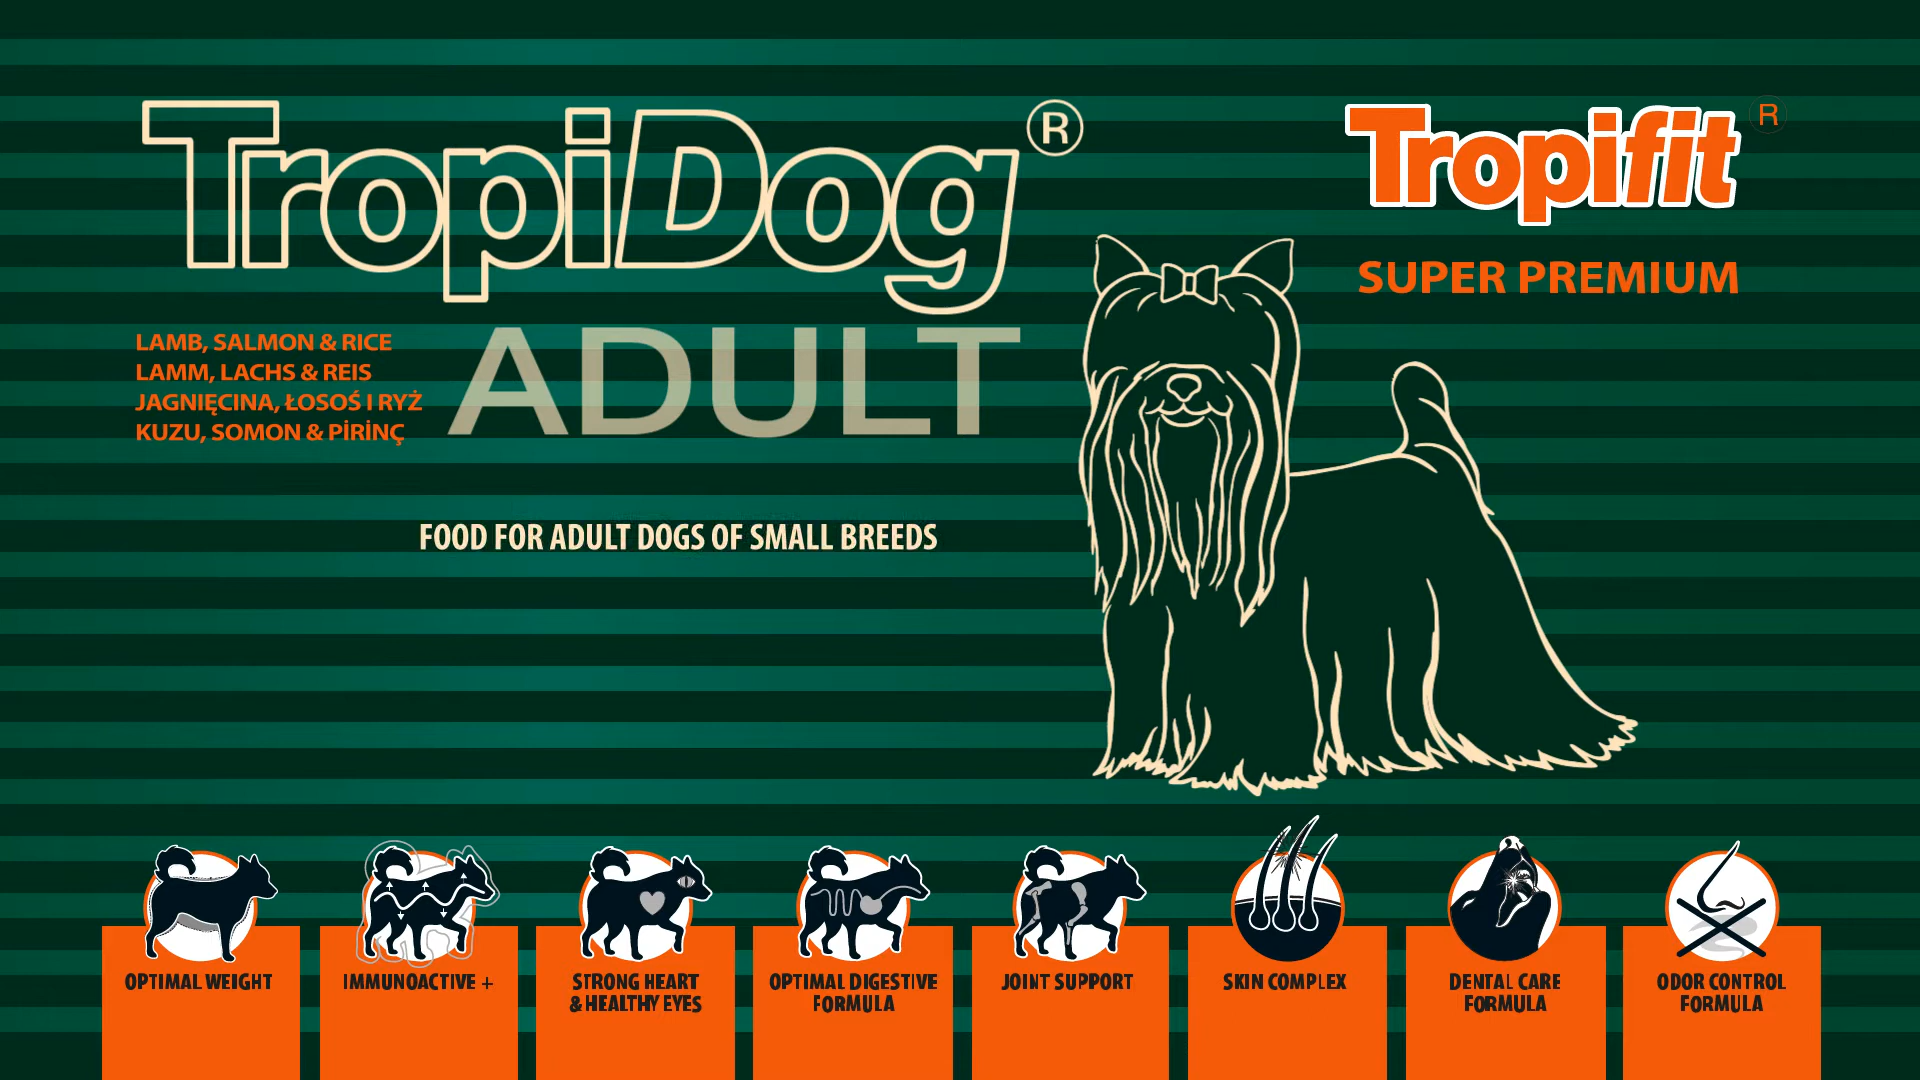 TropiDog®
Tropifit ®
SUPER PREMIUM
LAMB, SALMON & RICE
LAMM, LACHS & REIS
JAGNIĘCINA, ŁOSOŚ I RYŻ
KUZU, SOMON & PİRİNÇ
ADULT
FOOD FOR ADULT DOGS OF SMALL BREEDS
OPTIMAL WEIGHT
IMMUNOACTIVE +
STRONG HEART
& HEALTHY EYES
OPTIMAL DIGESTIVE
FORMULA
JOINT SUPPORT
SKIN COMPLEX
DENTAL CARE
FORMULA
ODOR CONTROL
FORMULA